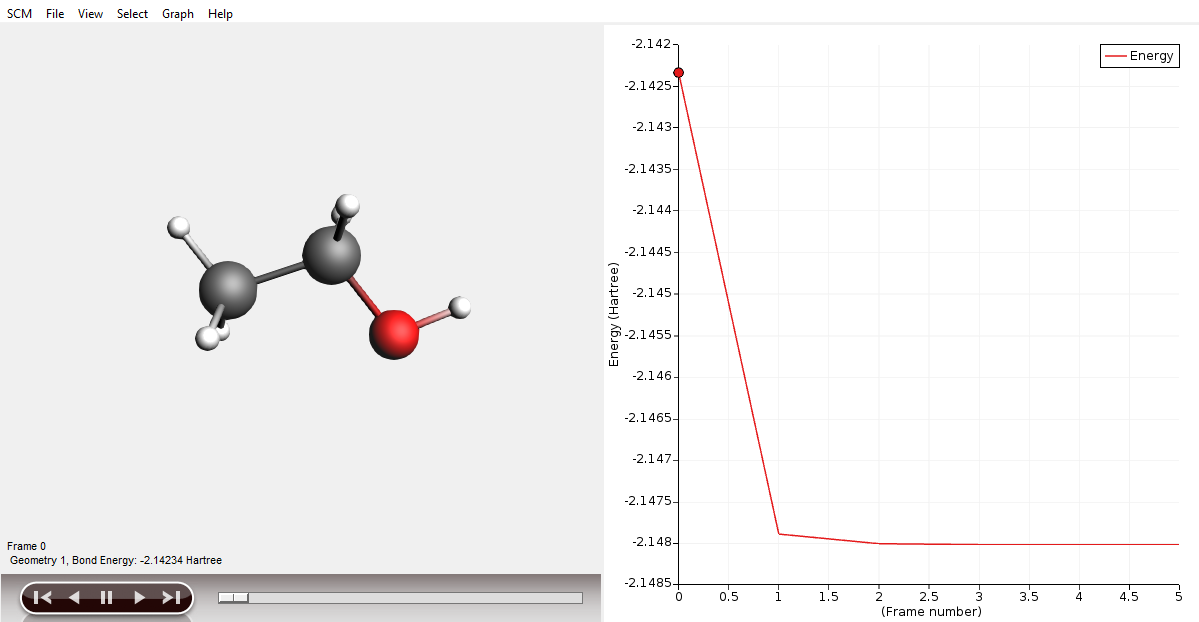 SCM File View Select Graph Help
-2.142
Energy
-2.1425
-2.143
-2.1435
-2.144
-2.1445
-2.145
-2.1455
-2.146
-2.1465
-2.147
-2.1475
-2.148
-2.1485
Energy (Hartree)
0 0.5 1 1.5 2 2.5 3 3.5 4 4.5 5
(Frame number)
Frame 0
Geometry 1, Bond Energy: -2.14234 Hartree